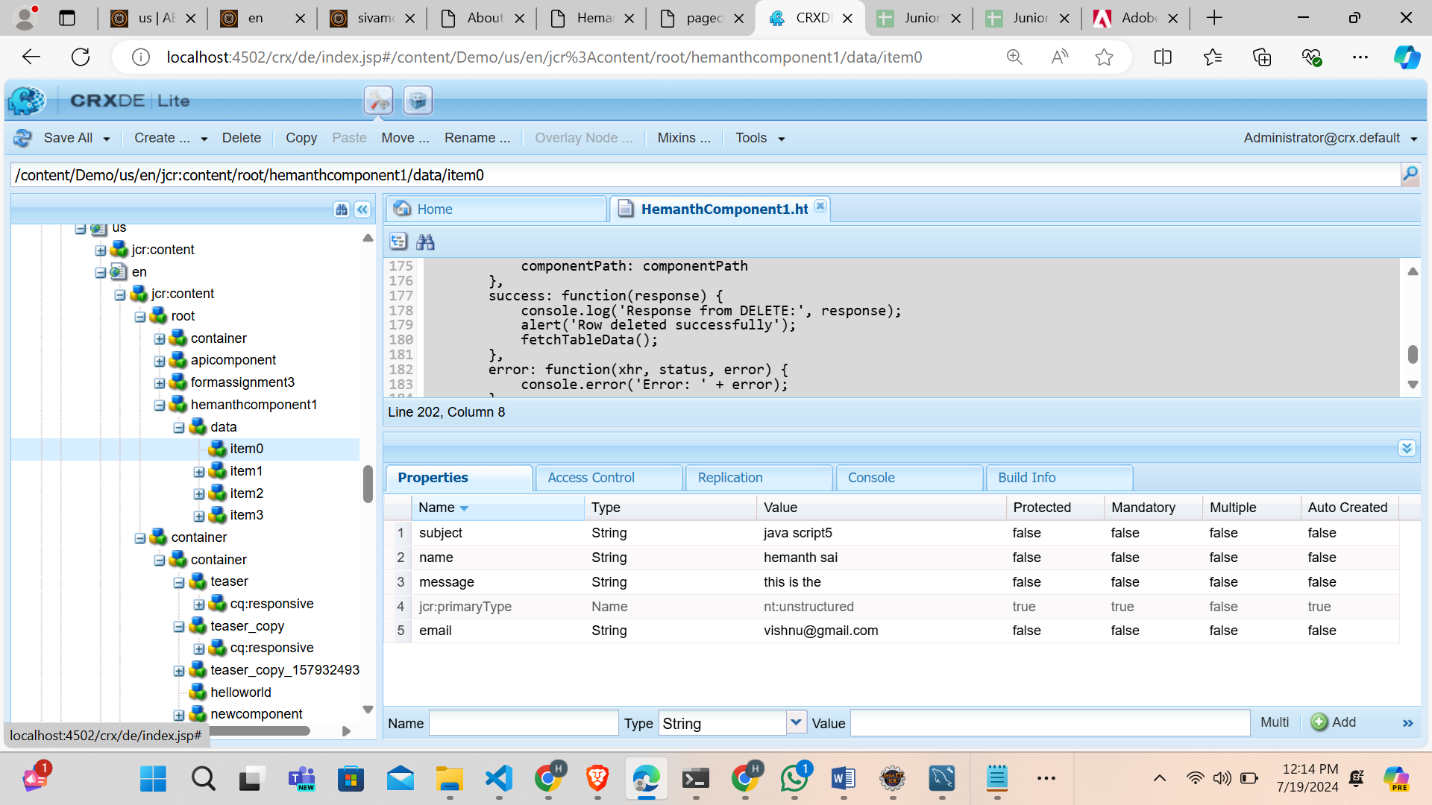 us | AE
en
sivamo
About
Heman
pagec
CRXDE
Junior
Junior
Adobe
localhost:4502/crx/de/index.jsp#/content/Demo/us/en/jcr%3Acontent/root/hemanthcomponent1/data/item0
CRXDE | Lite
Save All Create ... Delete Copy Paste Move ... Rename ... Overlay Node ... Mixins ... Tools Administrator@crx.default
/content/Demo/us/en/jcr:content/root/hemanthcomponent1/data/item0
us
jcr:content
en
jcr:content
root
container
apicomponent
formassignment3
hemanthcomponent1
data
item0
item1
item2
item3
container
container
teaser
cq:responsive
teaser_copy
cq:responsive
teaser_copy_157932493
helloworld
newcomponent
localhost:4502/crx/de/index.jsp#
Home HemanthComponent1.ht
175 componentPath: componentPath
176 },
177 success: function(response) {
178 console.log('Response from DELETE:', response);
179 alert('Row deleted successfully');
180 fetchTableData();
181 },
182 error: function(xhr, status, error) {
183 console.error('Error: ' + error);
Line 202, Column 8
Properties Access Control Replication Console Build Info
Name Type Value Protected Mandatory Multiple Auto Created
1 subject String java script5 false false false false
2 name String hemanth sai false false false false
3 message String this is the false false false false
4 jcr:primaryType Name nt:unstructured true true false true
5 email String vishnu@gmail.com false false false false
Name Type String Value Multi Add
1
NEW
H
H
1
12:14 PM
7/19/2024
PRE